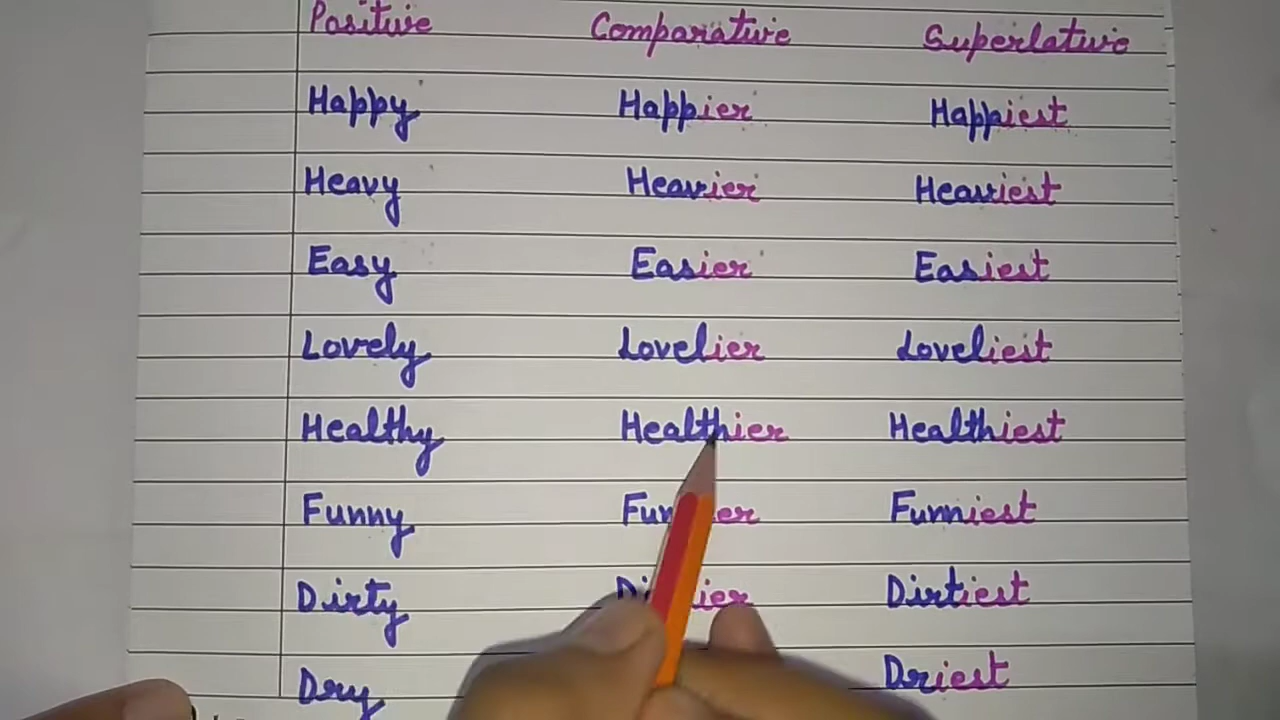 Positive Comparative Superlative
Happy Happier Happiest
Heavy Heavier Heaviest
Easy Easier Easiest
Lovely Lovelier Loveliest
Healthy Healthier Healthiest
Funny Funniest
Dirty Dirtiest
Dry Driest